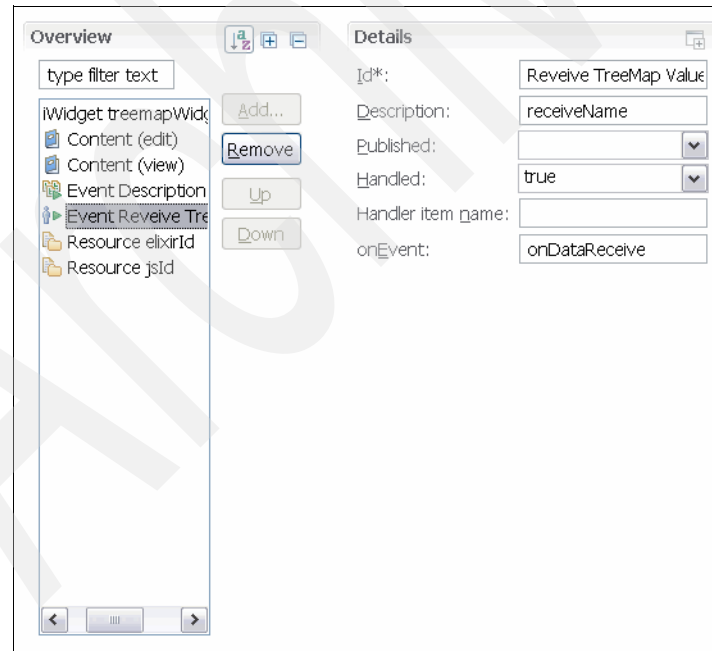 Overview
type filter text
iWidget treemapWidg
Content (edit)
Content (view)
Event Description
Event Reveive Tre
Resource elixirId
Resource jsId
Add...
Remove
Up
Down
Details
Id*:
Reveive TreeMap Value
Description:
receiveName
Published:
Handled:
true
Handler item name:
onEvent:
onDataReceive